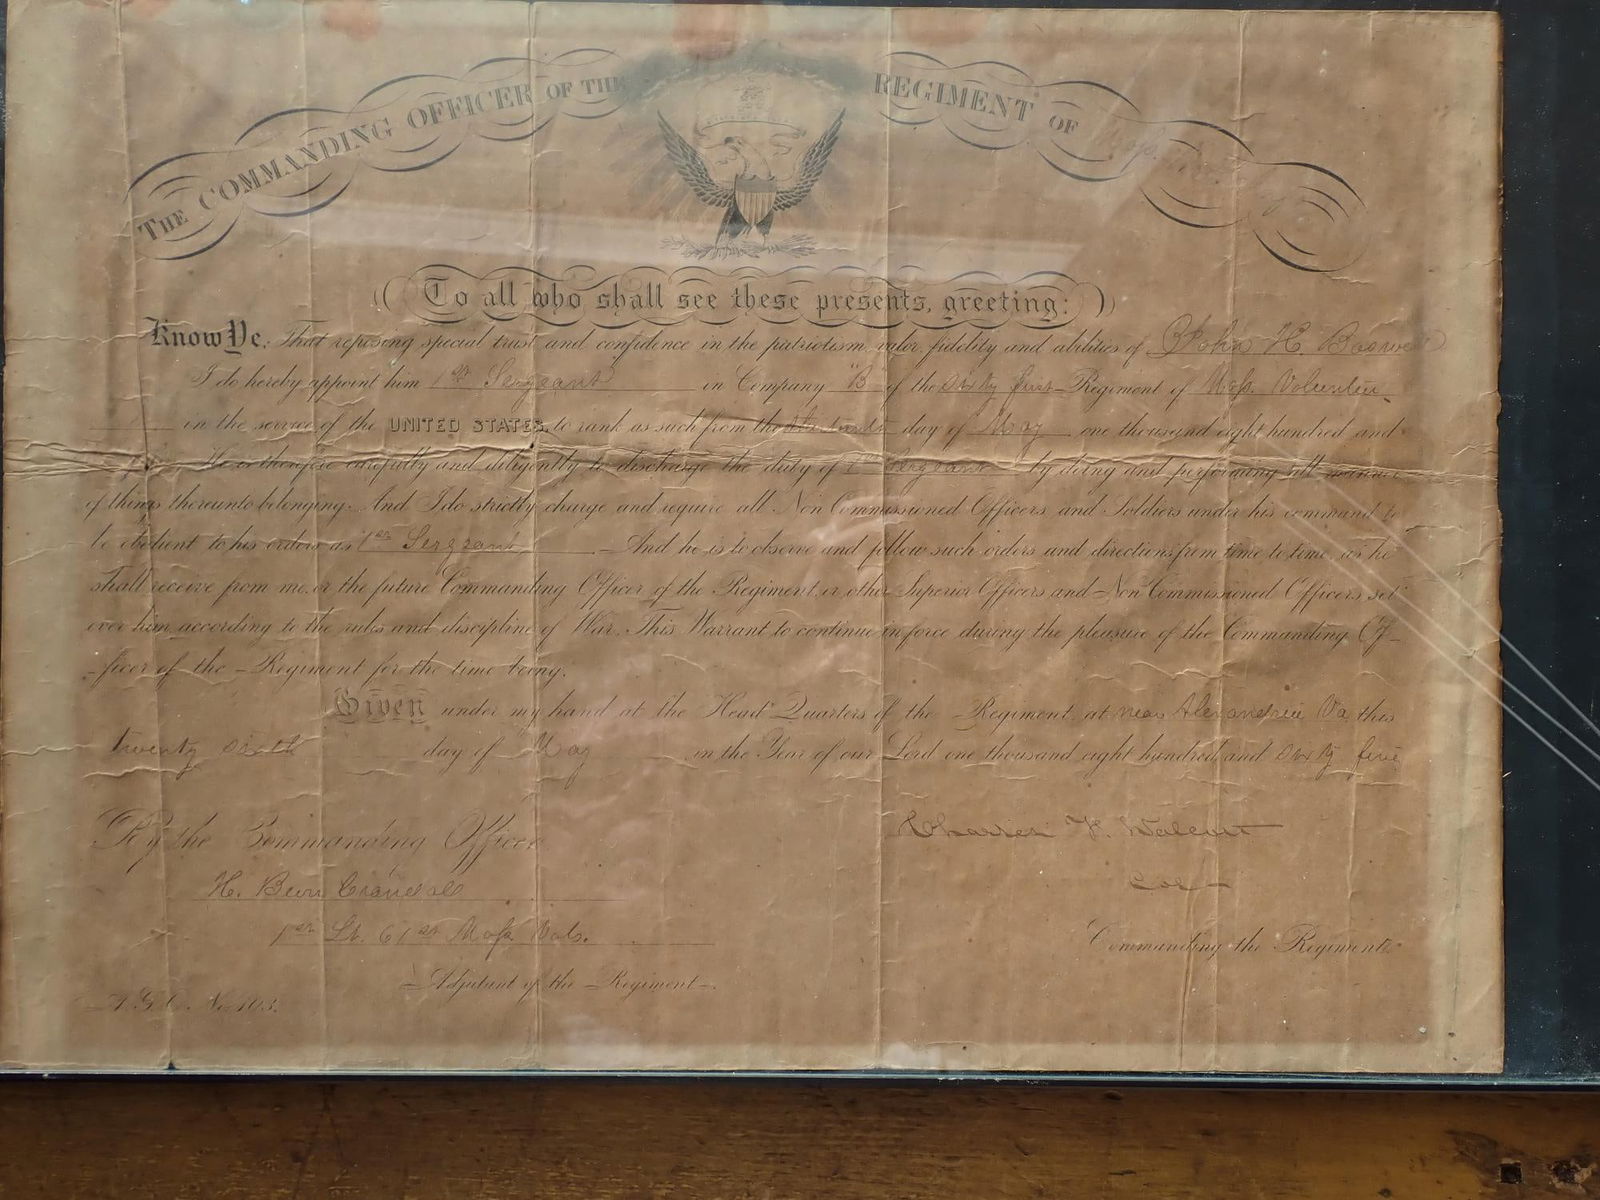 THE COMMANDING OFFICER OF THE REGIMENT OF Mass.
To all who shall see these presents, greeting:
Know Ye, That reposing special trust and confidence in the patriotism, valor, fidelity and abilities of John H. Boswell
I do hereby appoint him 1st Sergeant in Company "B" of the Sixty first Regiment of Mass. Volunteer
in the service of the UNITED STATES, to rank as such from the day of May one thousand eight hundred and
He is therefore carefully and diligently to discharge the duty of 1st Sergeant by doing and performing all manner
of things thereunto belonging. And I do strictly charge and require all Non Commissioned Officers and Soldiers under his command to
be obedient to his orders as 1st Sergeant And he is to observe and follow such orders and directions from time to time, as he
shall receive from me, or the future Commanding Officer of the Regiment, or other Superior Officers and Non Commissioned Officers, set
over him, according to the rules and discipline of War. This Warrant to continue in force during the pleasure of the Commanding Of-
-ficer of the Regiment for the time being.
Given under my hand at the Head Quarters of the Regiment, at near Alexandria Va, this
twenty sixth day of May in the Year of our Lord one thousand eight hundred and sixty five
By the Commanding Officer
Charles F. Walcott
H. Burr Crandall
Col
1st Lt. 61st Mass Vols.
Commanding the Regiment.
Adjutant of the Regiment.
A.G.O. No. 103.